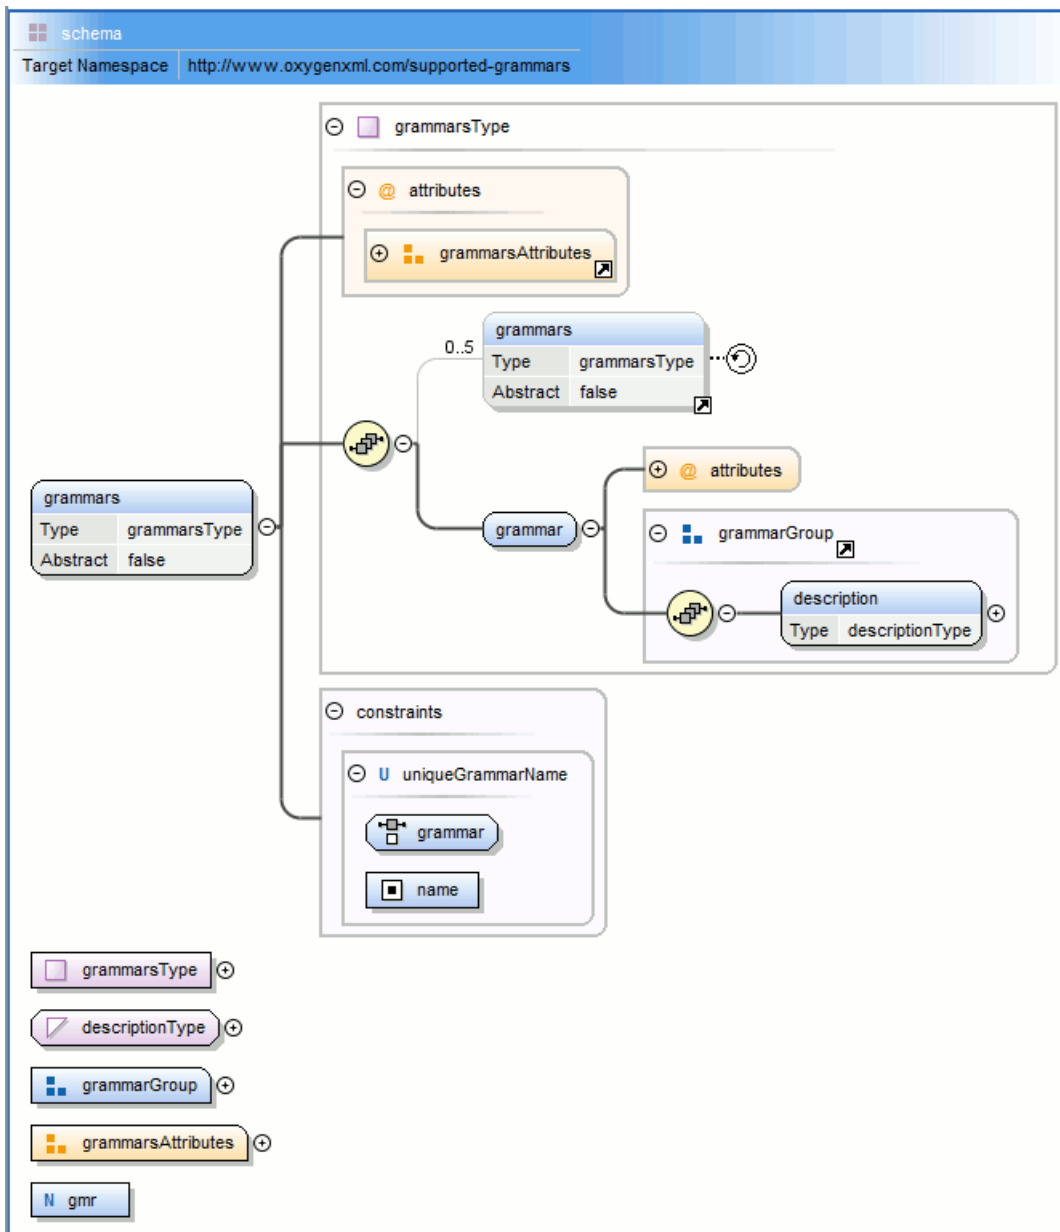 schema
Target Namespace http://www.oxygenxml.com/supported-grammars
grammarsType
@ attributes
grammarsAttributes
0..5
grammars
Type grammarsType
Abstract false
grammars
Type grammarsType
Abstract false
grammar
@ attributes
grammarGroup
description
Type descriptionType
constraints
U uniqueGrammarName
grammar
name
grammarsType
descriptionType
grammarGroup
grammarsAttributes
N gmr